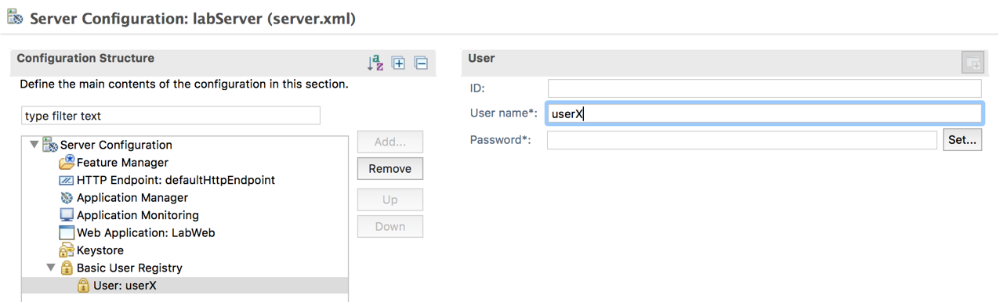 Server Configuration: labServer (server.xml)
Configuration Structure
Define the main contents of the configuration in this section.
type filter text
Server Configuration
Feature Manager
HTTP Endpoint: defaultHttpEndpoint
Application Manager
Application Monitoring
Web Application: LabWeb
Keystore
Basic User Registry
User: userX
Add...
Remove
Up
Down
User
ID:
User name*: userX
Password*: Set...